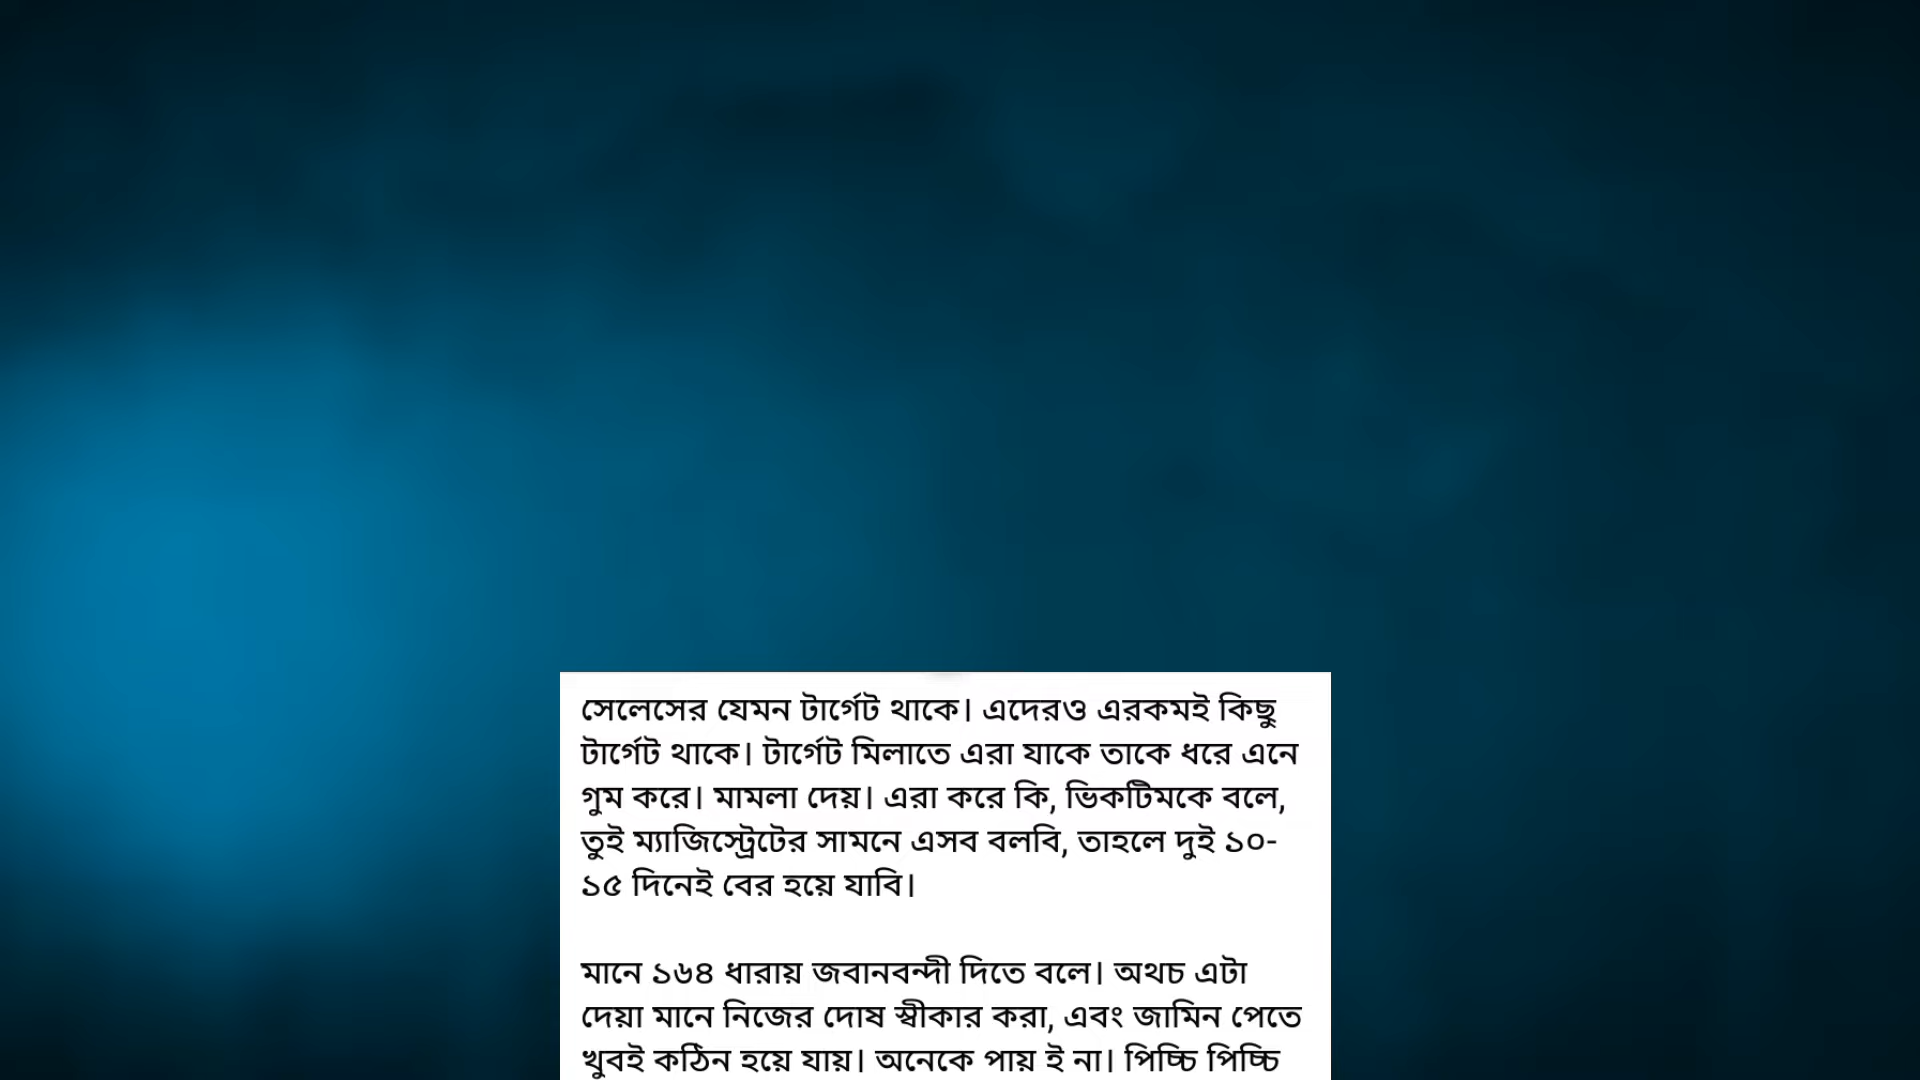 সেলেসের যেমন টার্গেট থাকে। এদেরও এরকমই কিছু
টার্গেট থাকে। টার্গেট মিলাতে এরা যাকে তাকে ধরে এনে
গুম করে। মামলা দেয়। এরা করে কি, ভিকটিমকে বলে,
তুই ম্যাজিস্ট্রেটের সামনে এসব বলবি, তাহলে দুই ১০-
১৫ দিনেই বের হয়ে যাবি।
মানে ১৬৪ ধারায় জবানবন্দী দিতে বলে। অথচ এটা
দেয়া মানে নিজের দোষ স্বীকার করা, এবং জামিন পেতে
খুবই কঠিন হয়ে যায়। অনেকে পায় ই না। পিচ্চি পিচ্চি